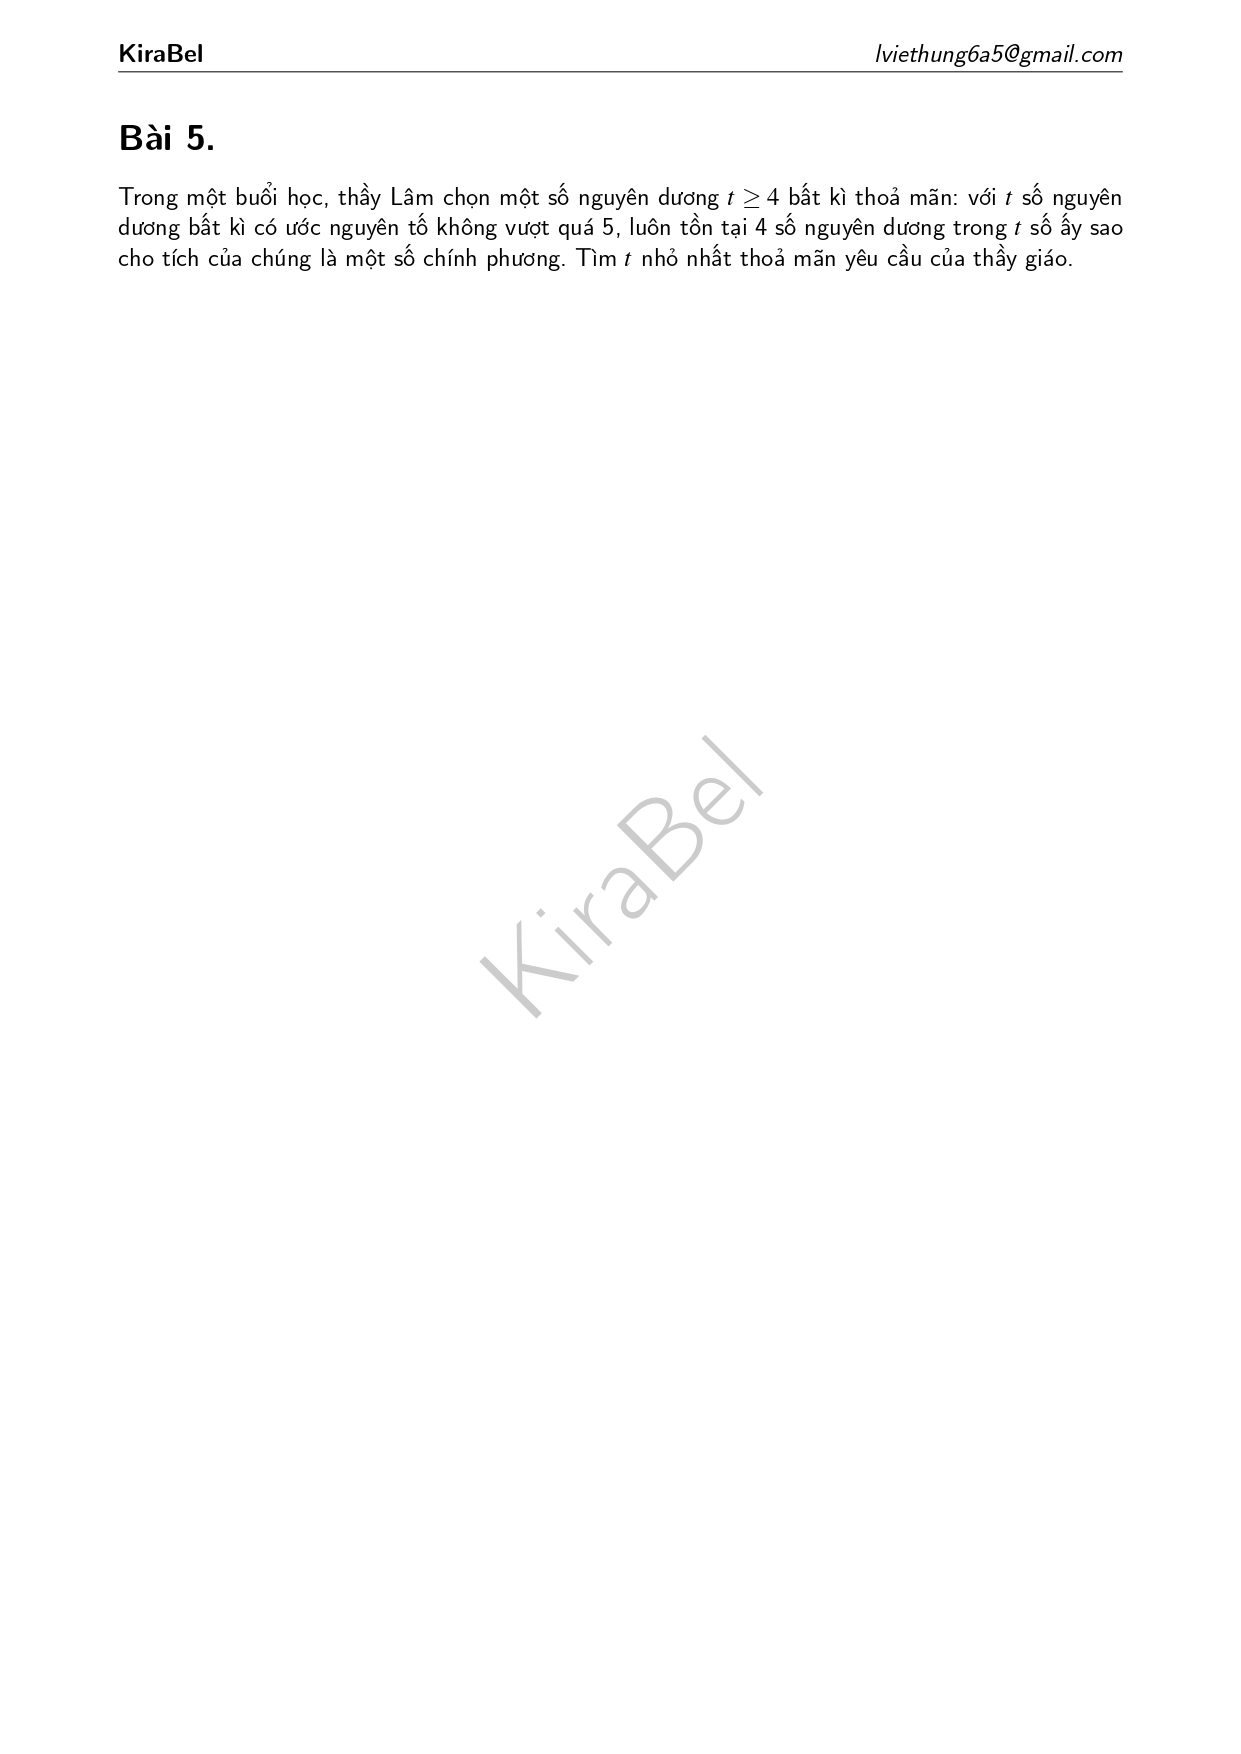 KiraBel lviethung6a5@gmail.com
Bài 5.
Trong một buổi học, thầy Lâm chọn một số nguyên dương t ≥ 4 bất kì thoả mãn: với t số nguyên
dương bất kì có ước nguyên tố không vượt quá 5, luôn tồn tại 4 số nguyên dương trong t số ấy sao
cho tích của chúng là một số chính phương. Tìm t nhỏ nhất thoả mãn yêu cầu của thầy giáo.
KiraBel